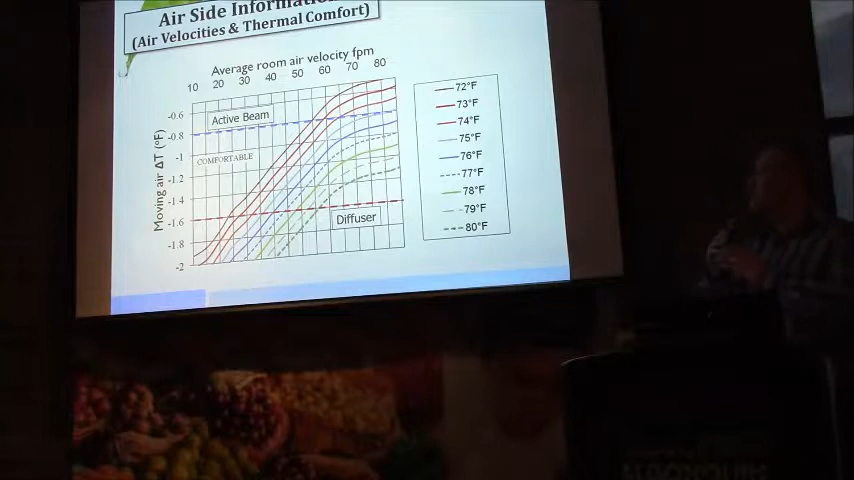 Air Side
(Air Velocities & Thermal Comfort)
Average room air velocity fpm
10 20 30 40 50 60 70 80
Moving air ΔT (°F)
-0.6
-0.8
-1
-1.2
-1.4
-1.6
-1.8
-2
Active Beam
COMFORTABLE
Diffuser
72°F
73°F
74°F
75°F
76°F
77°F
78°F
79°F
80°F
ALGONQUIN